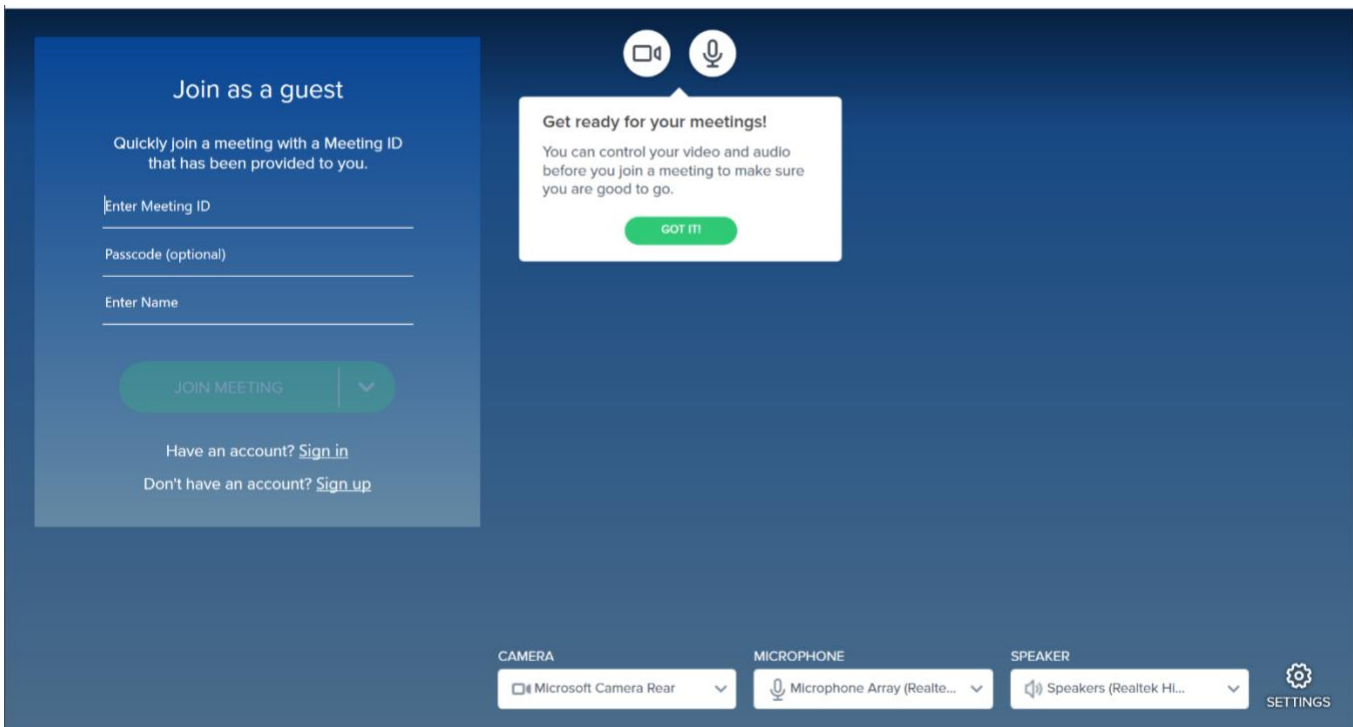 Join as a guest
Quickly join a meeting with a Meeting ID
that has been provided to you.
Enter Meeting ID
Passcode (optional)
Enter Name
JOIN MEETING
Have an account? Sign in
Don't have an account? Sign up
Get ready for your meetings!
You can control your video and audio
before you join a meeting to make sure
you are good to go.
GOT IT!
CAMERA
Microsoft Camera Rear
MICROPHONE
Microphone Array (Realte...
SPEAKER
Speakers (Realtek Hi...
SETTINGS